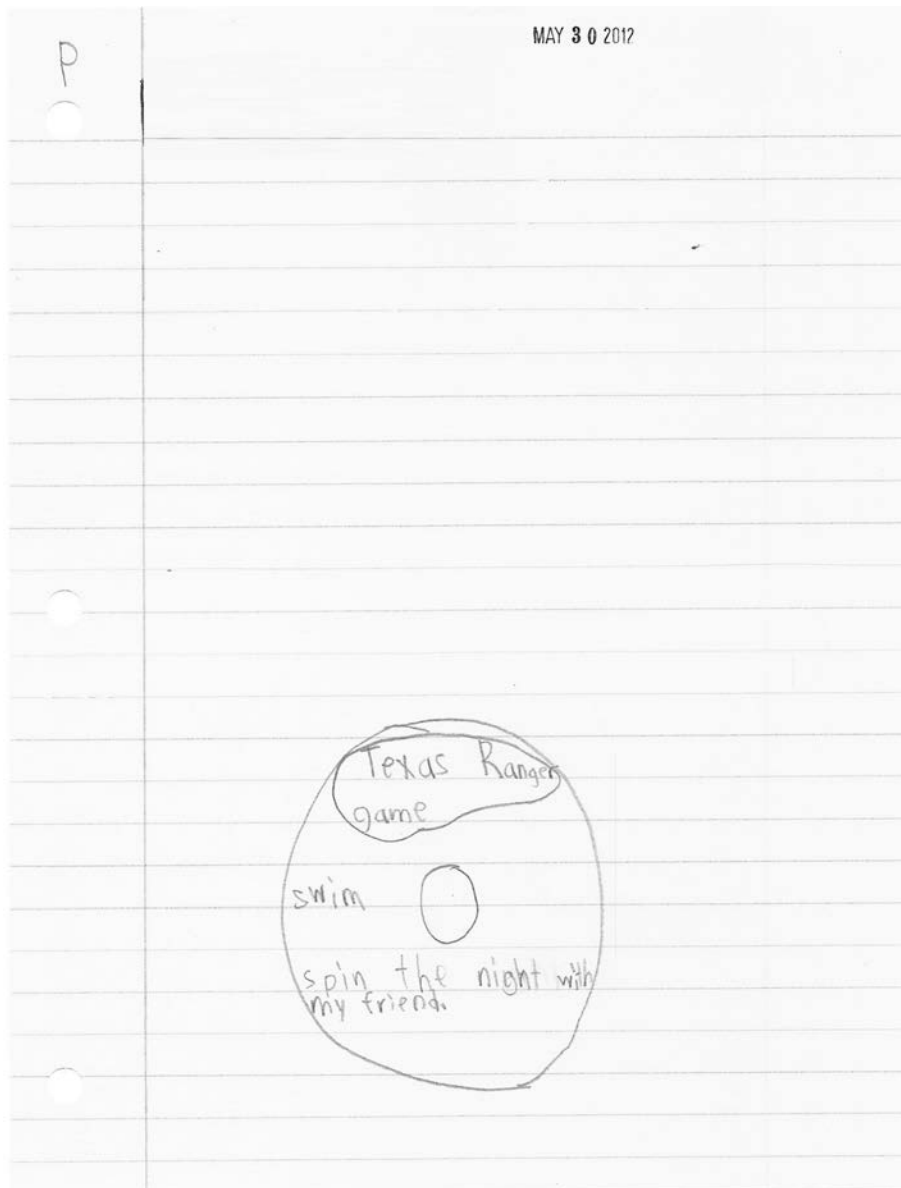 P
MAY 30 2012
Texas Ranger
game
swim
spin the night with
my friend.